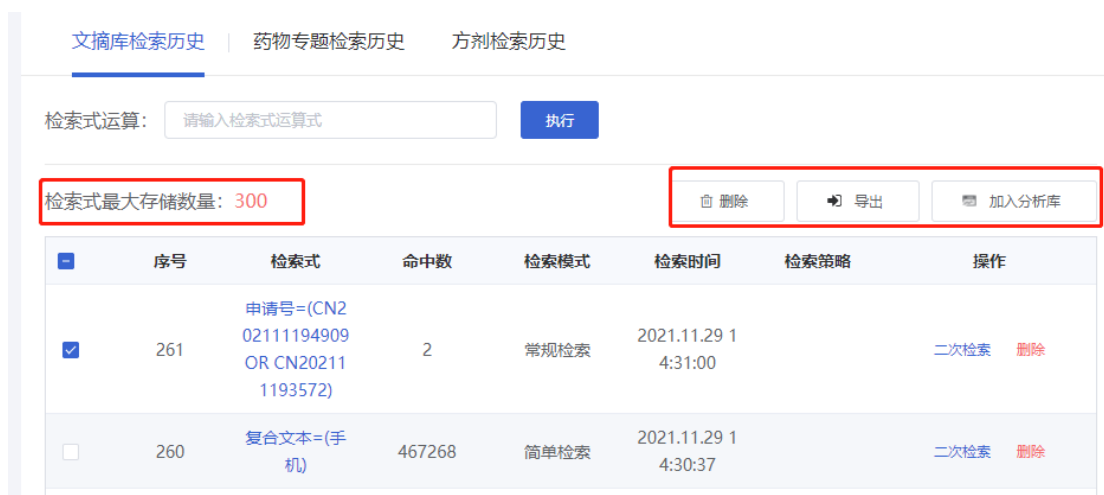 文摘库检索历史 药物专题检索历史 方剂检索历史
检索式运算： 请输入检索式运算式 执行
检索式最大存储数量：300 删除 导出 加入分析库
序号 检索式 命中数 检索模式 检索时间 检索策略 操作
申请号=(CN2
02111194909
OR CN20211
1193572)
261 2 常规检索 2021.11.29 1
4:31:00 二次检索 删除
复合文本=(手
机)
260 467268 简单检索 2021.11.29 1
4:30:37 二次检索 删除